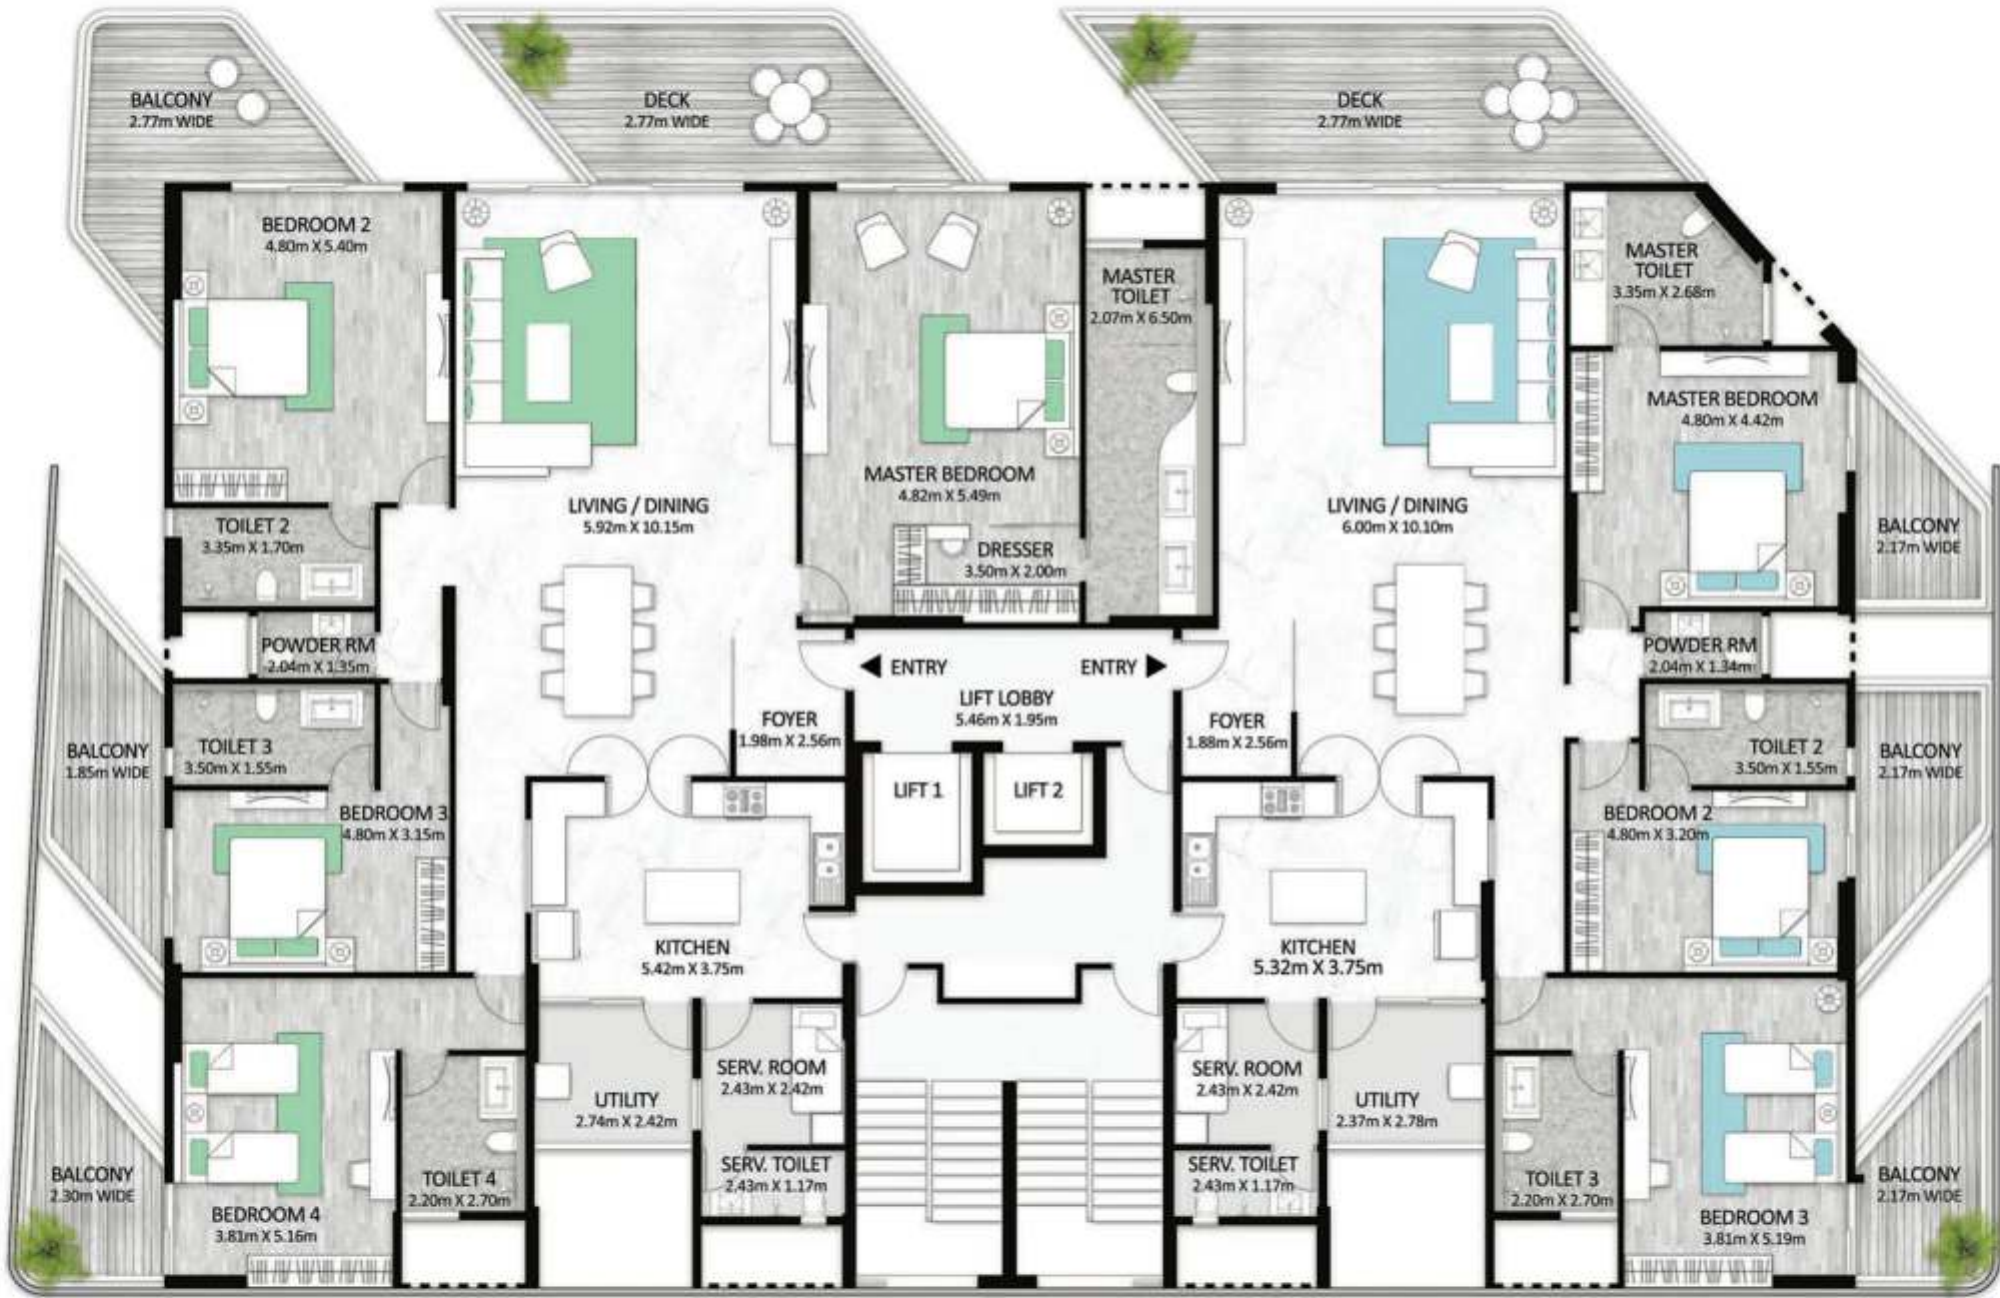 BALCONY
2.77m WIDE
DECK
2.77m WIDE
DECK
2.77m WIDE
BEDROOM 2
4.80m X 5.40m
MASTER
TOILET
2.07m X 6.50m
MASTER
TOILET
3.35m X 2.68m
MASTER BEDROOM
4.80m X 4.42m
MASTER BEDROOM
4.82m X 5.49m
LIVING / DINING
5.92m X 10.15m
LIVING / DINING
6.00m X 10.10m
TOILET 2
3.35m X 1.70m
DRESSER
3.50m X 2.00m
BALCONY
2.17m WIDE
POWDER RM
2.04m X 1.35m
ENTRY
ENTRY
POWDER RM
2.04m X 1.34m
LIFT LOBBY
5.46m X 1.95m
FOYER
1.98m X 2.56m
FOYER
1.88m X 2.56m
BALCONY
1.85m WIDE
TOILET 3
3.50m X 1.55m
TOILET 2
3.50m X 1.55m
BALCONY
2.17m WIDE
LIFT 1
LIFT 2
BEDROOM 3
4.80m X 3.15m
BEDROOM 2
4.80m X 3.20m
KITCHEN
5.42m X 3.75m
KITCHEN
5.32m X 3.75m
SERV. ROOM
2.43m X 2.42m
SERV. ROOM
2.43m X 2.42m
UTILITY
2.74m X 2.42m
UTILITY
2.37m X 2.78m
BALCONY
2.30m WIDE
TOILET 4
2.20m X 2.70m
SERV. TOILET
2.43m X 1.17m
SERV. TOILET
2.43m X 1.17m
TOILET 3
2.20m X 2.70m
BALCONY
2.17m WIDE
BEDROOM 4
3.81m X 5.16m
BEDROOM 3
3.81m X 5.19m